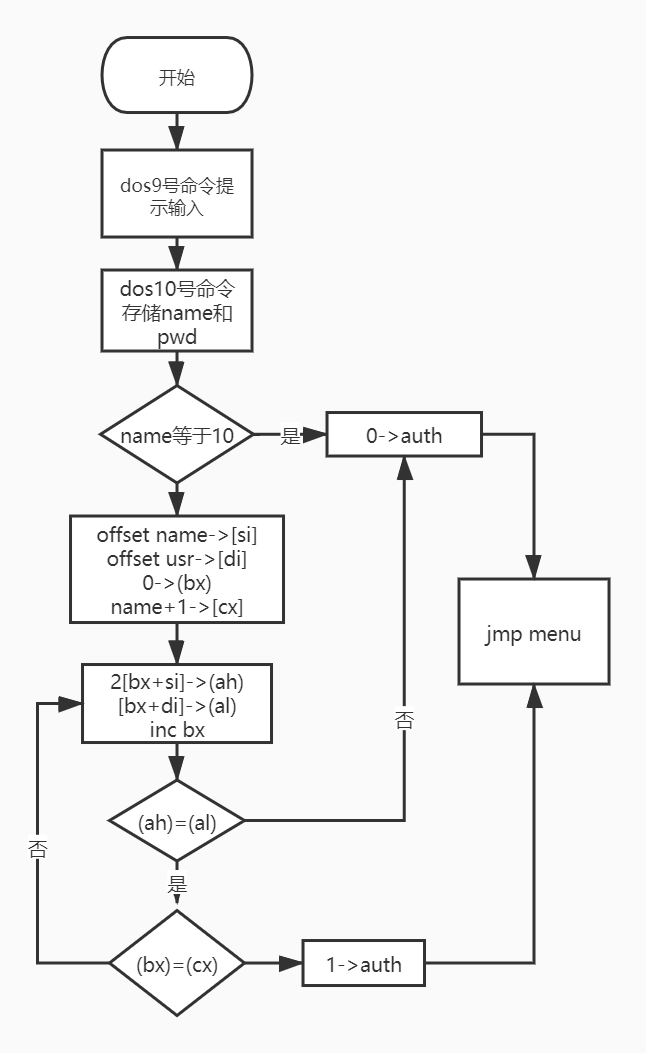 开始
dos9号命令提
示输入
dos10号命令
存储name和
pwd
name等于10
是
0->auth
offset name->[si]
offset usr->[di]
0->(bx)
name+1->[cx]
jmp menu
2[bx+si]->(ah)
[bx+di]->(al)
inc bx
否
(ah)=(al)
否
是
(bx)=(cx)
1->auth